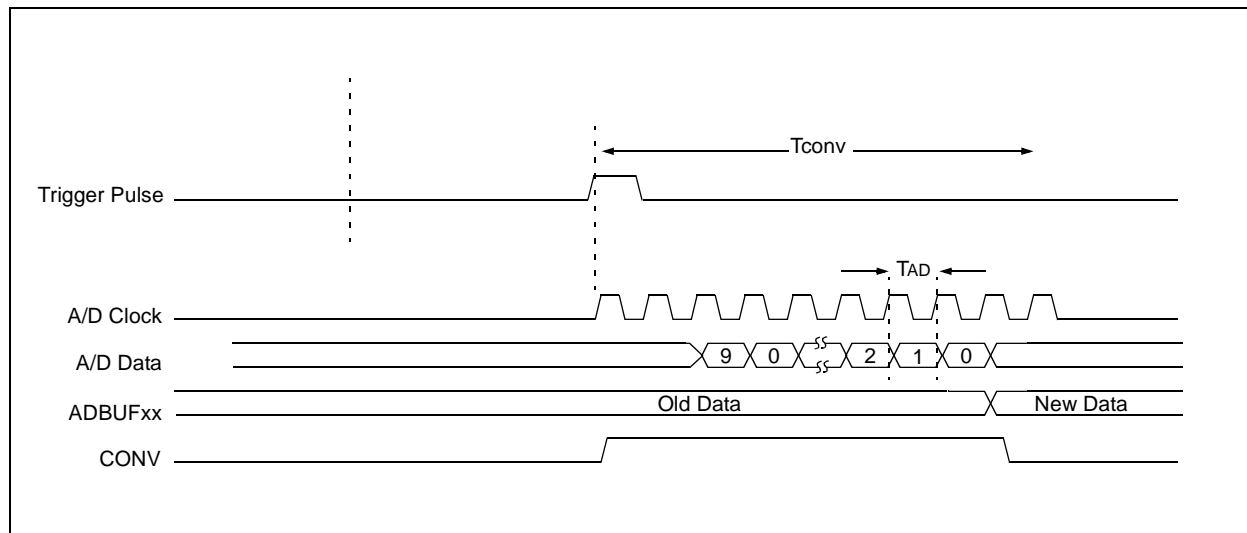 Tconv
Trigger Pulse
TAD
A/D Clock
A/D Data 9 0 2 1 0
ADBUFxx Old Data New Data
CONV